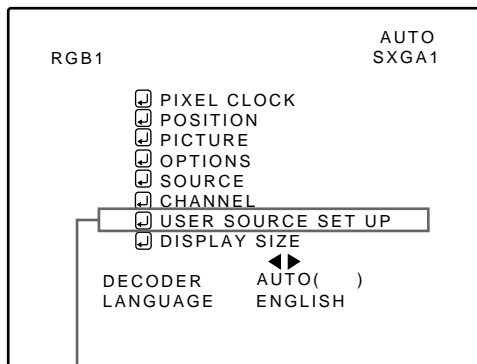 AUTO
RGB1 SXGA1
PIXEL CLOCK
POSITION
PICTURE
OPTIONS
SOURCE
CHANNEL
USER SOURCE SET UP
DISPLAY SIZE
DECODER AUTO( )
LANGUAGE ENGLISH